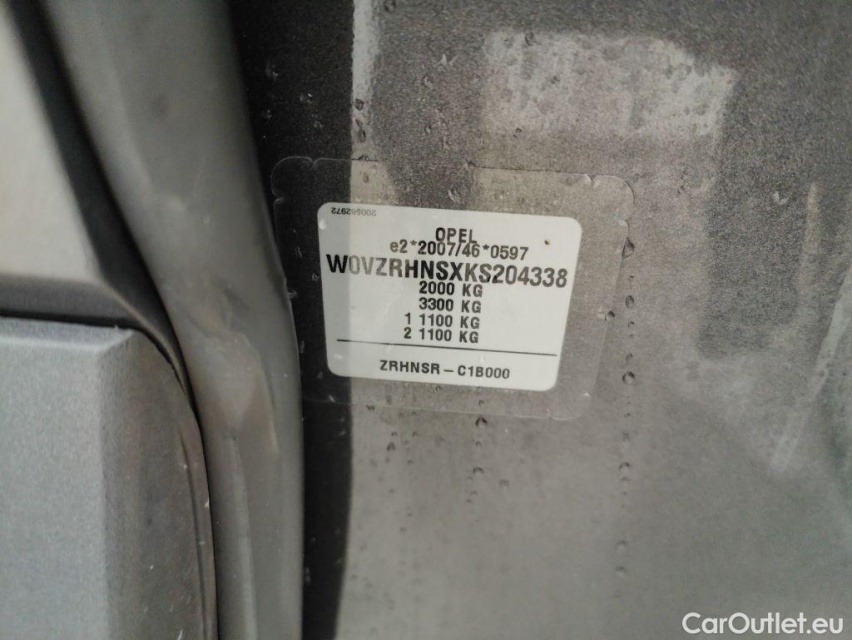 200682972
OPEL
e2*2007/46*0597
W0VZRHNSXKS204338
2000 KG
3300 KG
1 1100 KG
2 1100 KG
ZRHNSR – C1B000
CarOutlet.eu